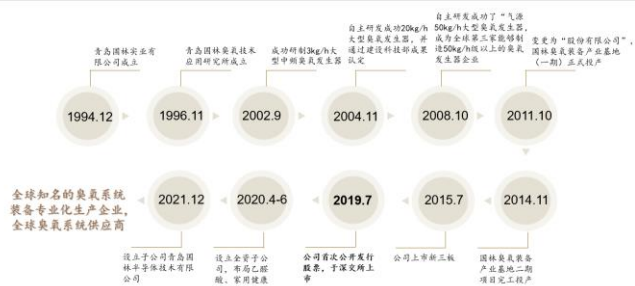 青岛国林实业有
限公司成立
1994.12
青岛国林臭氧技术
应用研究所成立
1996.11
成功研制3kg/h大
型中频臭氧发生器
2002.9
自主研发成功20kg/h
大型臭氧发生器,并
通过建设科技部成果
认定
2004.11
自主研发成功了“气源
50kg/h大型臭氧发生器,
成为全球第三家能够制
造50kg/h级以上的臭氧
发生器企业
2008.10
变更为“股份有限公司”,
国林臭氧装备产业基地
(一期)正式投产
2011.10
2014.11
国林臭氧装备
产业基地二期
项目完工投产
2015.7
公司上市新三板
2019.7
公司首次公开发行
股票,于深交所上
市
2020.4-6
设立全资子公
司,布局乙醛
酸、家用健康
2021.12
设立子公司青岛国
林半导体技术有限
公司
全球知名的臭氧系统
装备专业化生产企业,
全球臭氧系统供应商